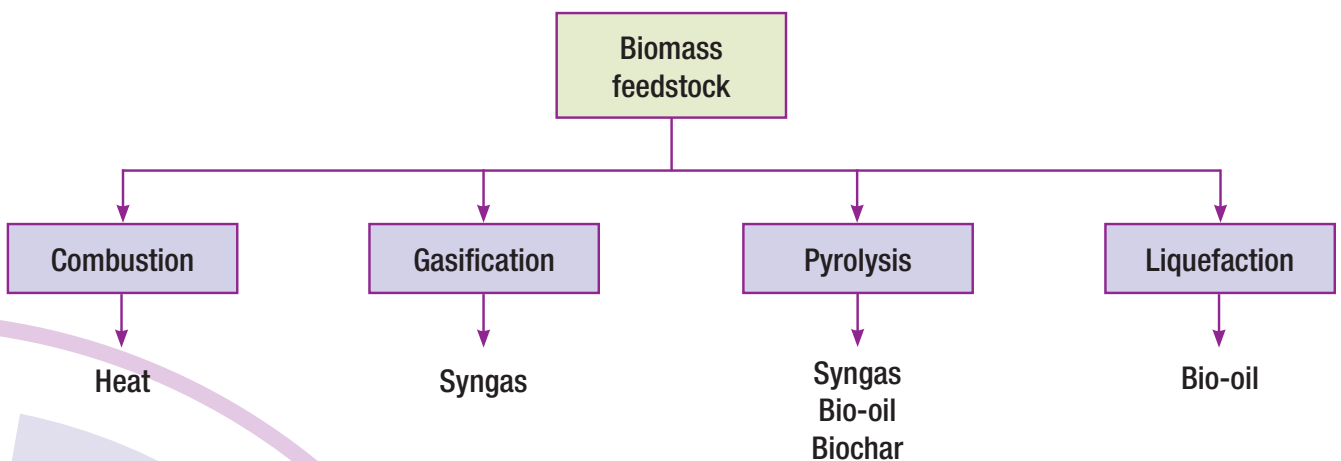 Biomass
feedstock
Combustion
Gasification
Pyrolysis
Liquefaction
Heat
Syngas
Syngas
Bio-oil
Biochar
Bio-oil